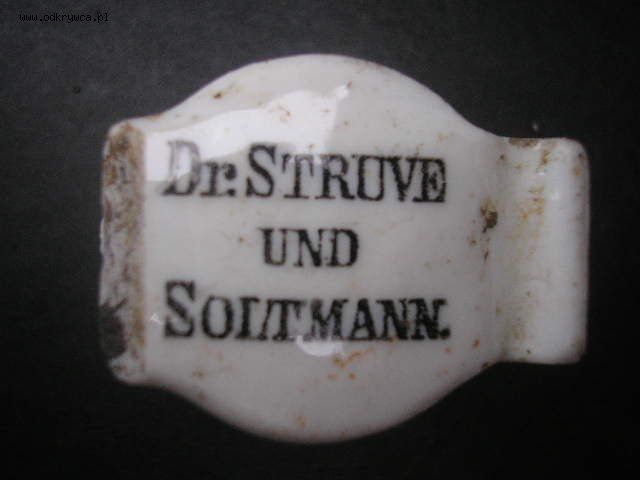 www.odkrywca.pl
Dr. STRUVE
UND
SOLTMANN.